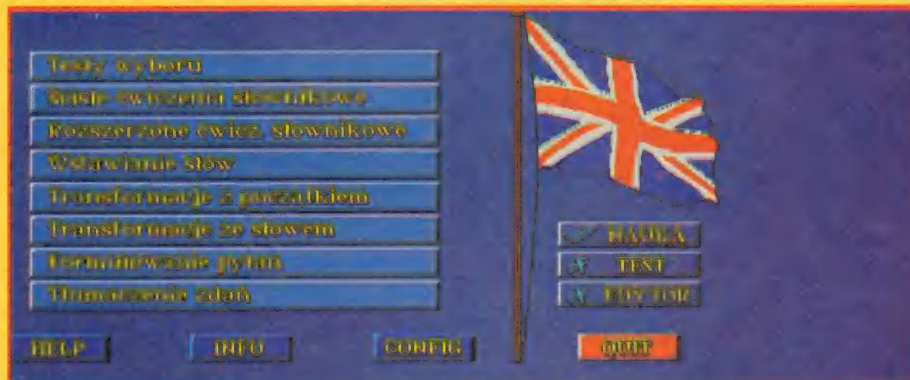 Testy wyboru
Ścisłe ćwiczenia słownikowe
Rozszerzone ćwicz. słownikowe
Wstawianie słów
Transformacje z początkiem
Transformacje ze słowem
Formułowanie pytań
Tłumaczenie zdań
NAUKA
TEST
EDYTOR
HELP
INFO
CONFIG
QUIT